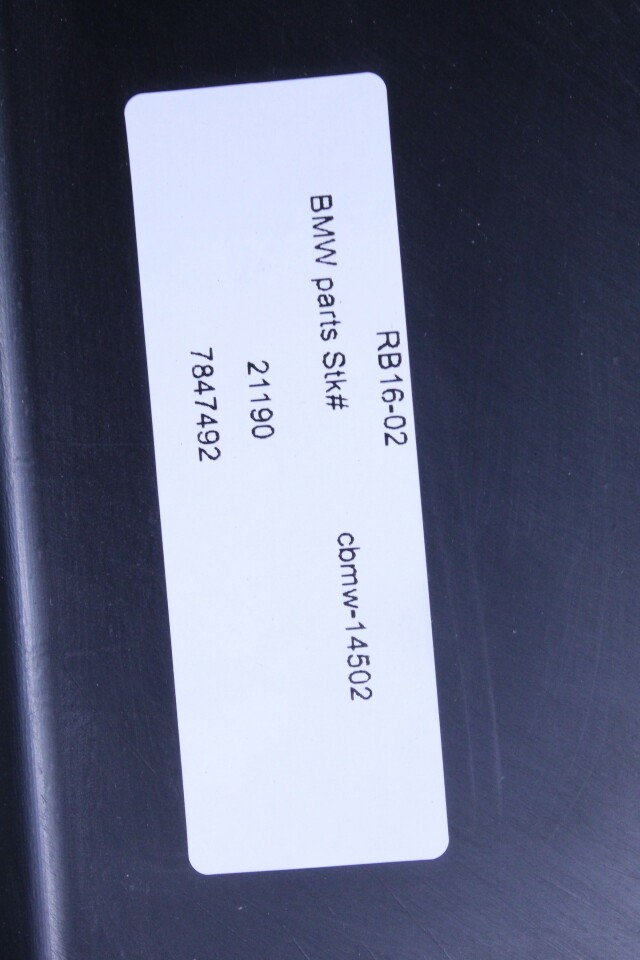 RB16-02
BMW parts Stk# cbmw-14502
21190
7847492